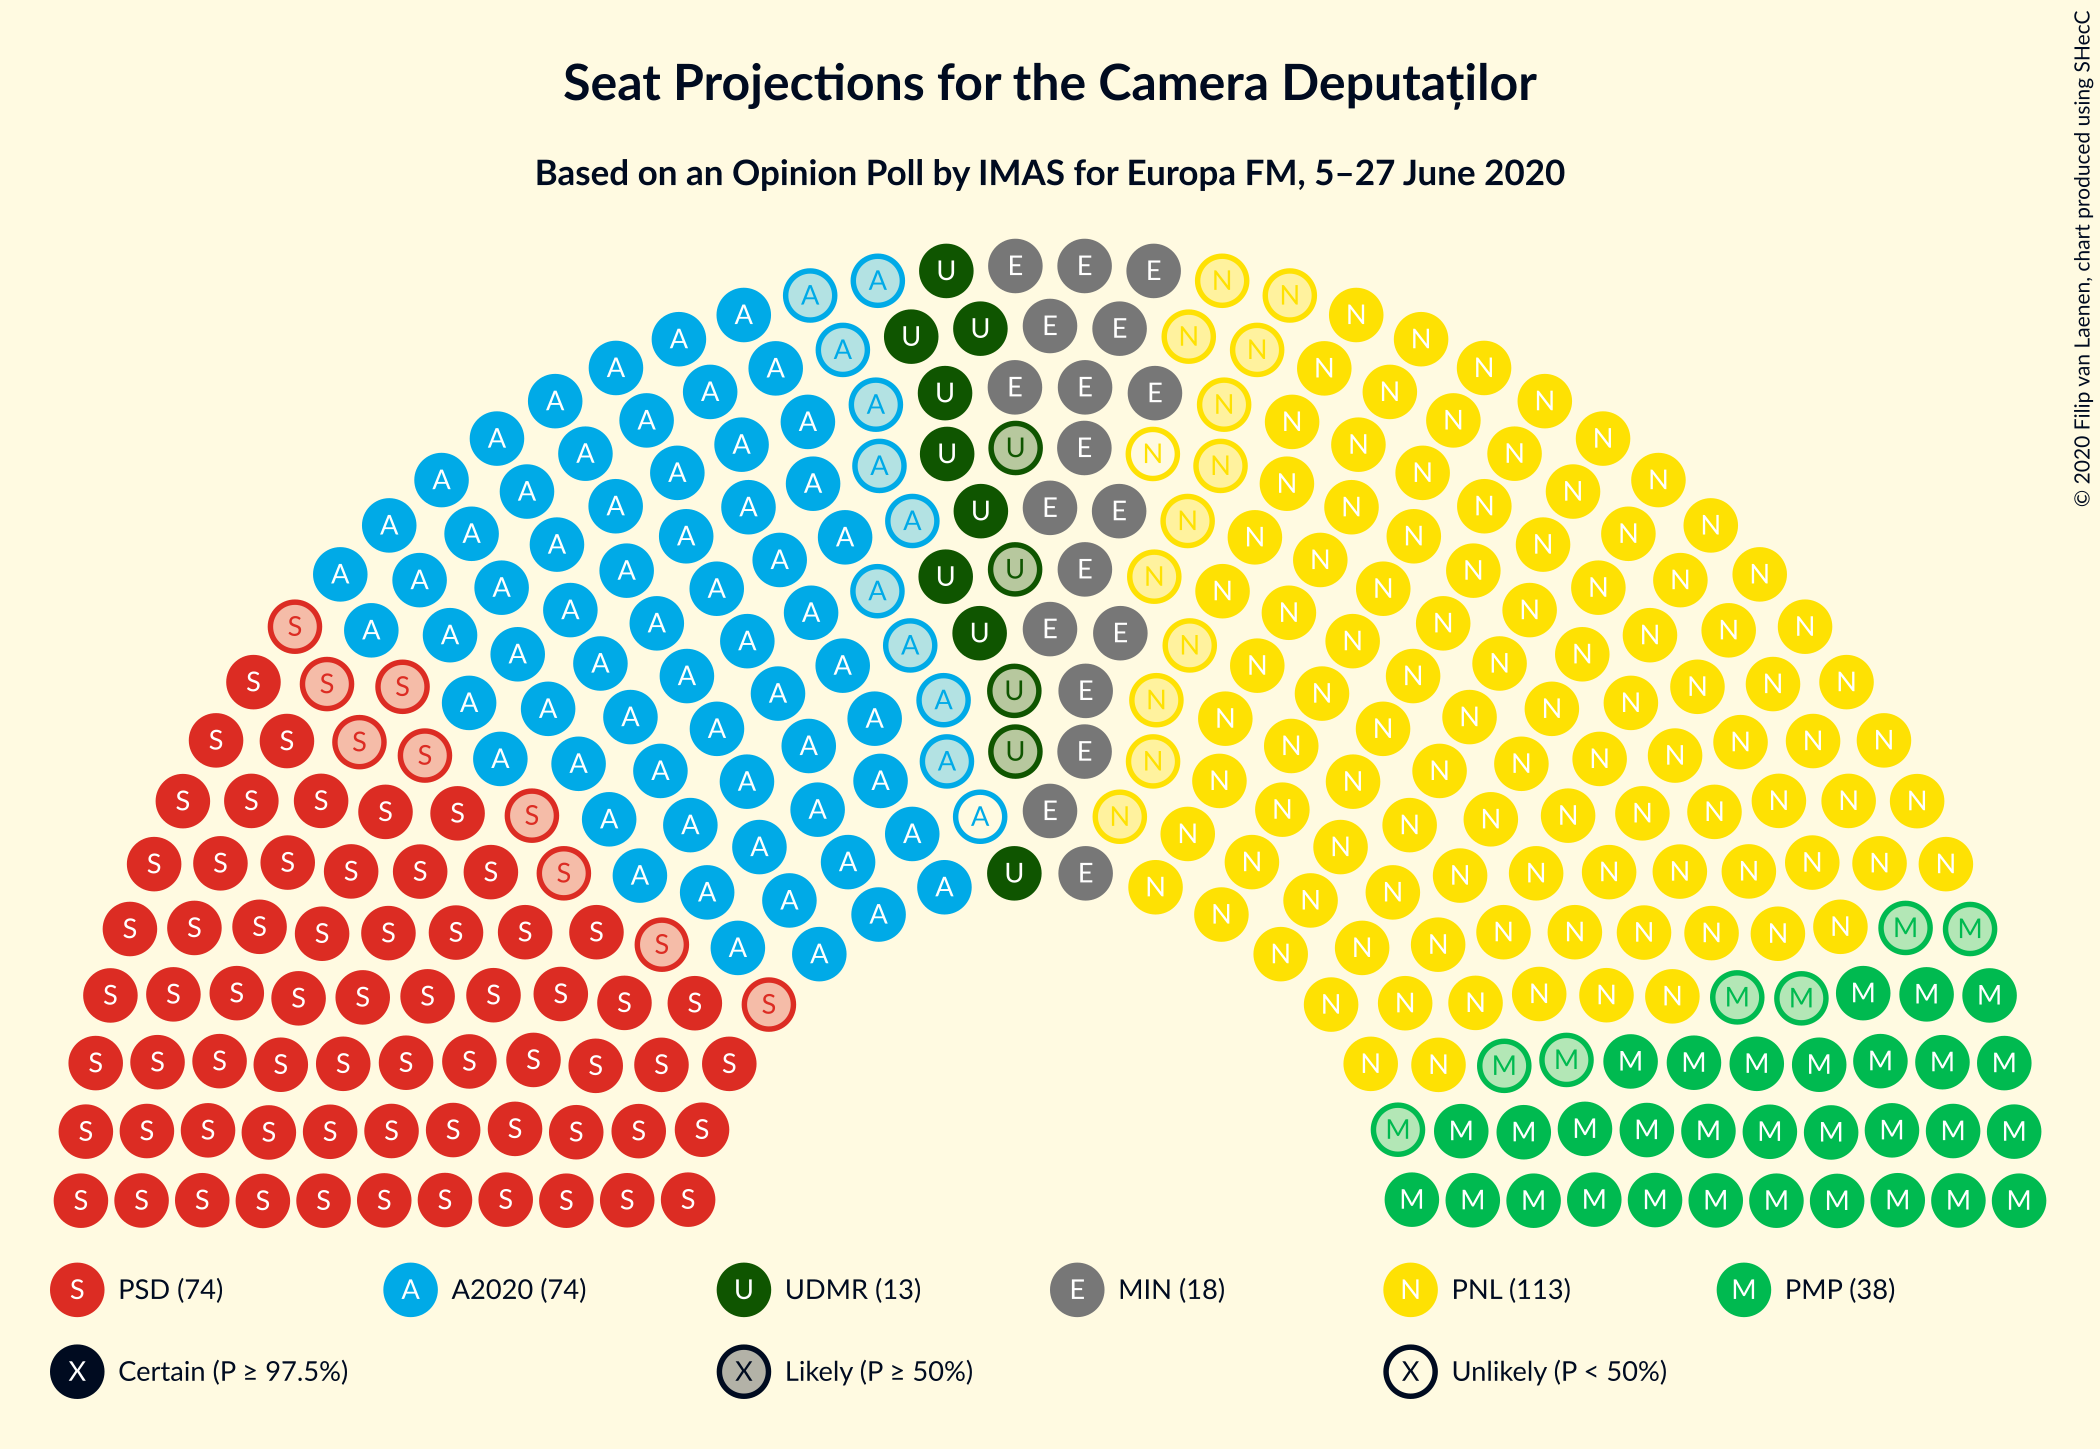 Seat Projections for the Camera Deputaților
Based on an Opinion Poll by IMAS for Europa FM, 5–27 June 2020
© 2020 Filip van Laenen, chart produced using SHecC
S PSD (74) A A2020 (74) U UDMR (13) E MIN (18) N PNL (113) M PMP (38)
X Certain (P ≥ 97.5%) X Likely (P ≥ 50%) X Unlikely (P < 50%)